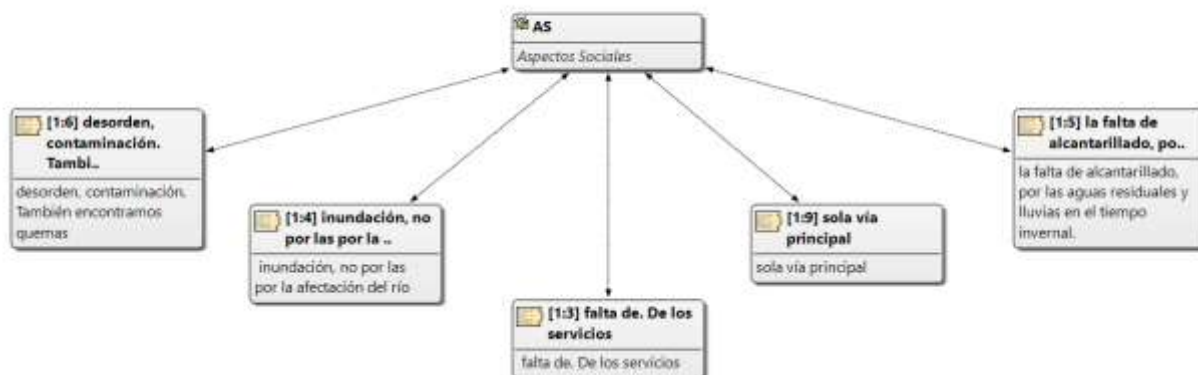 AS
Aspectos Sociales
[1:6] desorden,
contaminación.
Tambi..
desorden, contaminación.
También encontramos
quemas
[1:4] inundación, no
por las por la ..
inundación, no por las
por la afectación del río
[1:3] falta de. De los
servicios
falta de. De los servicios
[1:9] sola vía
principal
sola vía principal
[1:5] la falta de
alcantarillado, po..
la falta de alcantarillado,
por las aguas residuales y
lluvias en el tiempo
invernal.